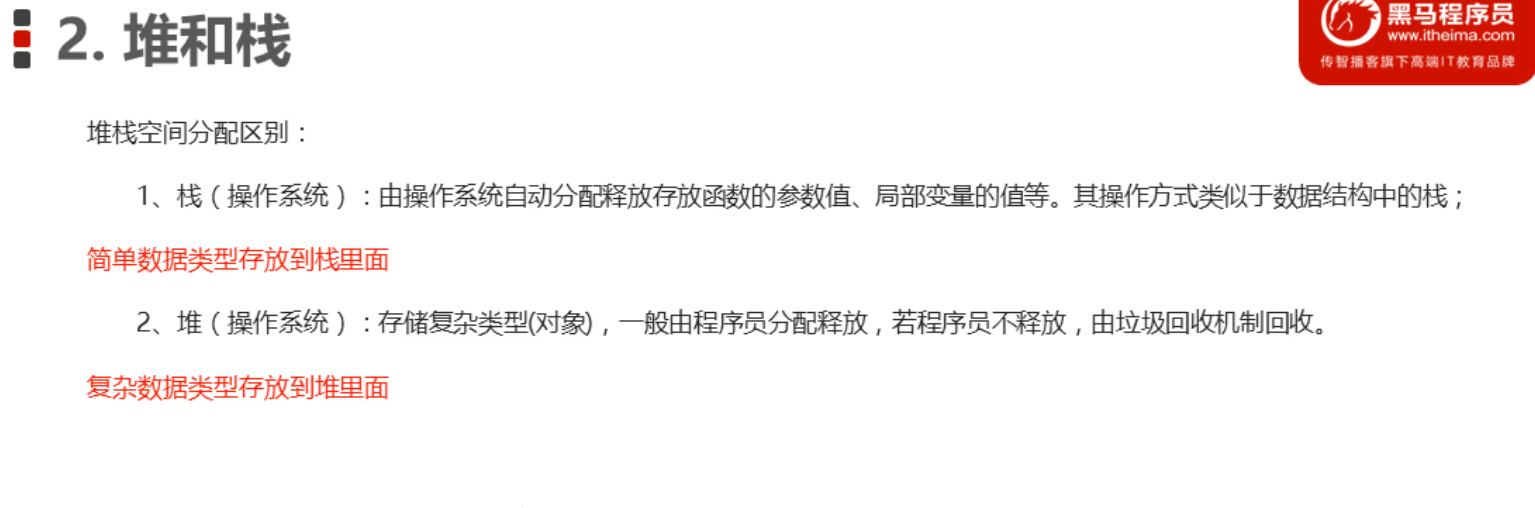 2. 堆和栈
黑马程序员
www.itheima.com
传智播客旗下高端IT教育品牌
堆栈空间分配区别：
1、栈（操作系统）：由操作系统自动分配释放存放函数的参数值、局部变量的值等。其操作方式类似于数据结构中的栈；
简单数据类型存放到栈里面
2、堆（操作系统）：存储复杂类型(对象)，一般由程序员分配释放，若程序员不释放，由垃圾回收机制回收。
复杂数据类型存放到堆里面